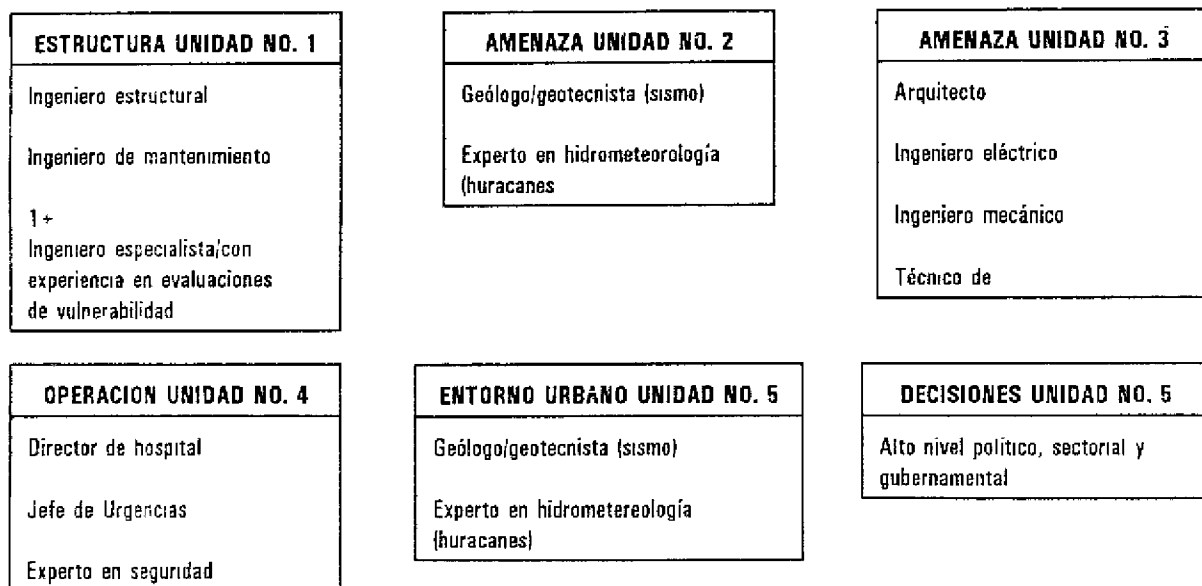 ESTRUCTURA UNIDAD NO. 1
Ingeniero estructural
Ingeniero de mantenimiento
1+
Ingeniero especialista/con
experiencia en evaluaciones
de vulnerabilidad
AMENAZA UNIDAD NO. 2
Geólogo/geotecnista (sismo)
Experto en hidrometeorología
(huracanes
AMENAZA UNIDAD NO. 3
Arquitecto
Ingeniero eléctrico
Ingeniero mecánico
Técnico de
OPERACION UNIDAD NO. 4
Director de hospital
Jefe de Urgencias
Experto en seguridad
ENTORNO URBANO UNIDAD NO. 5
Geólogo/geotecnista (sismo)
Experto en hidrometereología
(huracanes)
DECISIONES UNIDAD NO. 5
Alto nivel político, sectorial y
gubernamental